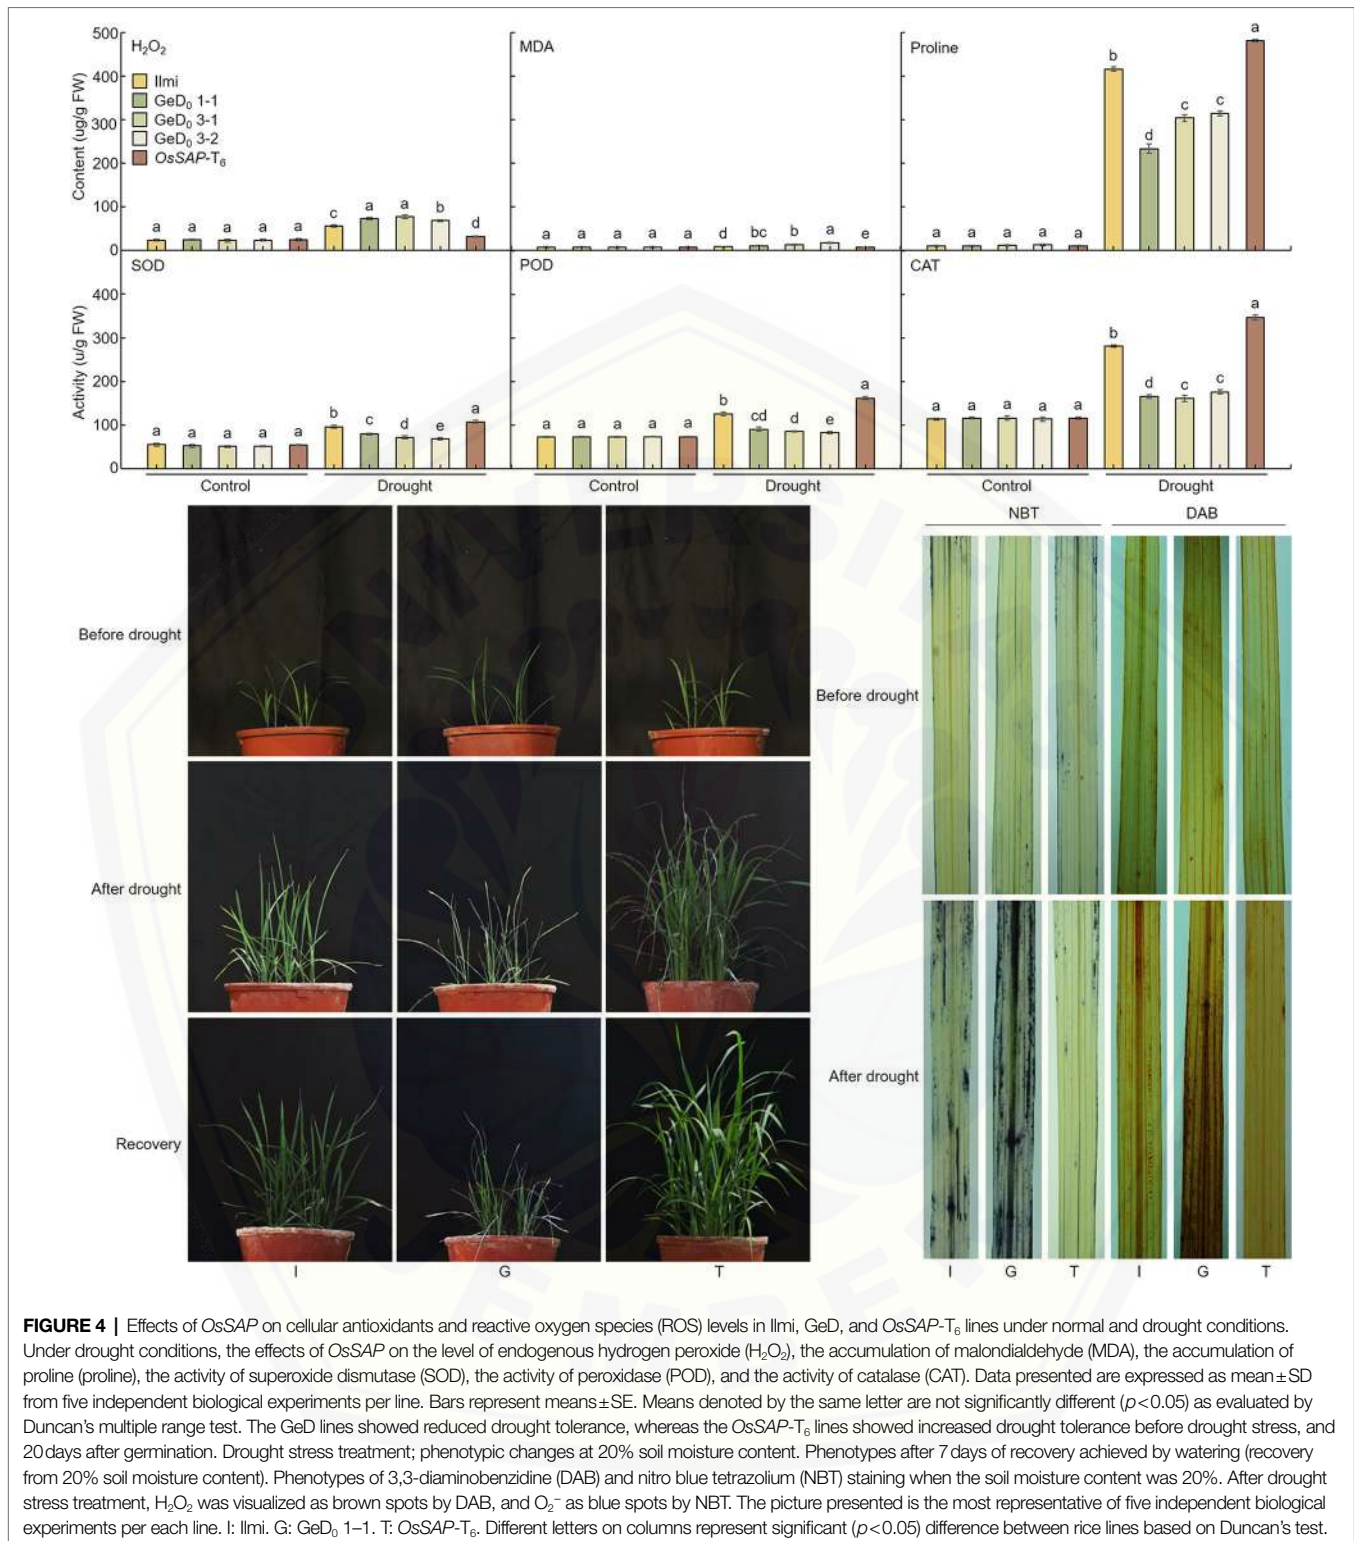 H₂O₂ MDA Proline
500
400
300
200
100
0
Content (ug/g FW)
Ilmi
GeD₀ 1-1
GeD₀ 3-1
GeD₀ 3-2
OsSAP-T₆
a a a a a c a a b d
a a a a a d bc b a e
a a a a a b d c c a
SOD POD CAT
400
300
200
100
0
Activity (u/g FW)
a a a a a b c d e a
a a a a a b cd d e a
a a a a a b d c c a
Control Drought Control Drought Control Drought
NBT DAB
Before drought
After drought
Recovery
I G T
Before drought
After drought
I G T I G T
FIGURE 4 | Effects of OsSAP on cellular antioxidants and reactive oxygen species (ROS) levels in Ilmi, GeD, and OsSAP-T₆ lines under normal and drought conditions.
Under drought conditions, the effects of OsSAP on the level of endogenous hydrogen peroxide (H₂O₂), the accumulation of malondialdehyde (MDA), the accumulation of
proline (proline), the activity of superoxide dismutase (SOD), the activity of peroxidase (POD), and the activity of catalase (CAT). Data presented are expressed as mean±SD
from five independent biological experiments per line. Bars represent means±SE. Means denoted by the same letter are not significantly different (p<0.05) as evaluated by
Duncan's multiple range test. The GeD lines showed reduced drought tolerance, whereas the OsSAP-T₆ lines showed increased drought tolerance before drought stress, and
20 days after germination. Drought stress treatment; phenotypic changes at 20% soil moisture content. Phenotypes after 7 days of recovery achieved by watering (recovery
from 20% soil moisture content). Phenotypes of 3,3-diaminobenzidine (DAB) and nitro blue tetrazolium (NBT) staining when the soil moisture content was 20%. After drought
stress treatment, H₂O₂ was visualized as brown spots by DAB, and O₂⁻ as blue spots by NBT. The picture presented is the most representative of five independent biological
experiments per each line. I: Ilmi. G: GeD₀ 1–1. T: OsSAP-T₆. Different letters on columns represent significant (p<0.05) difference between rice lines based on Duncan's test.